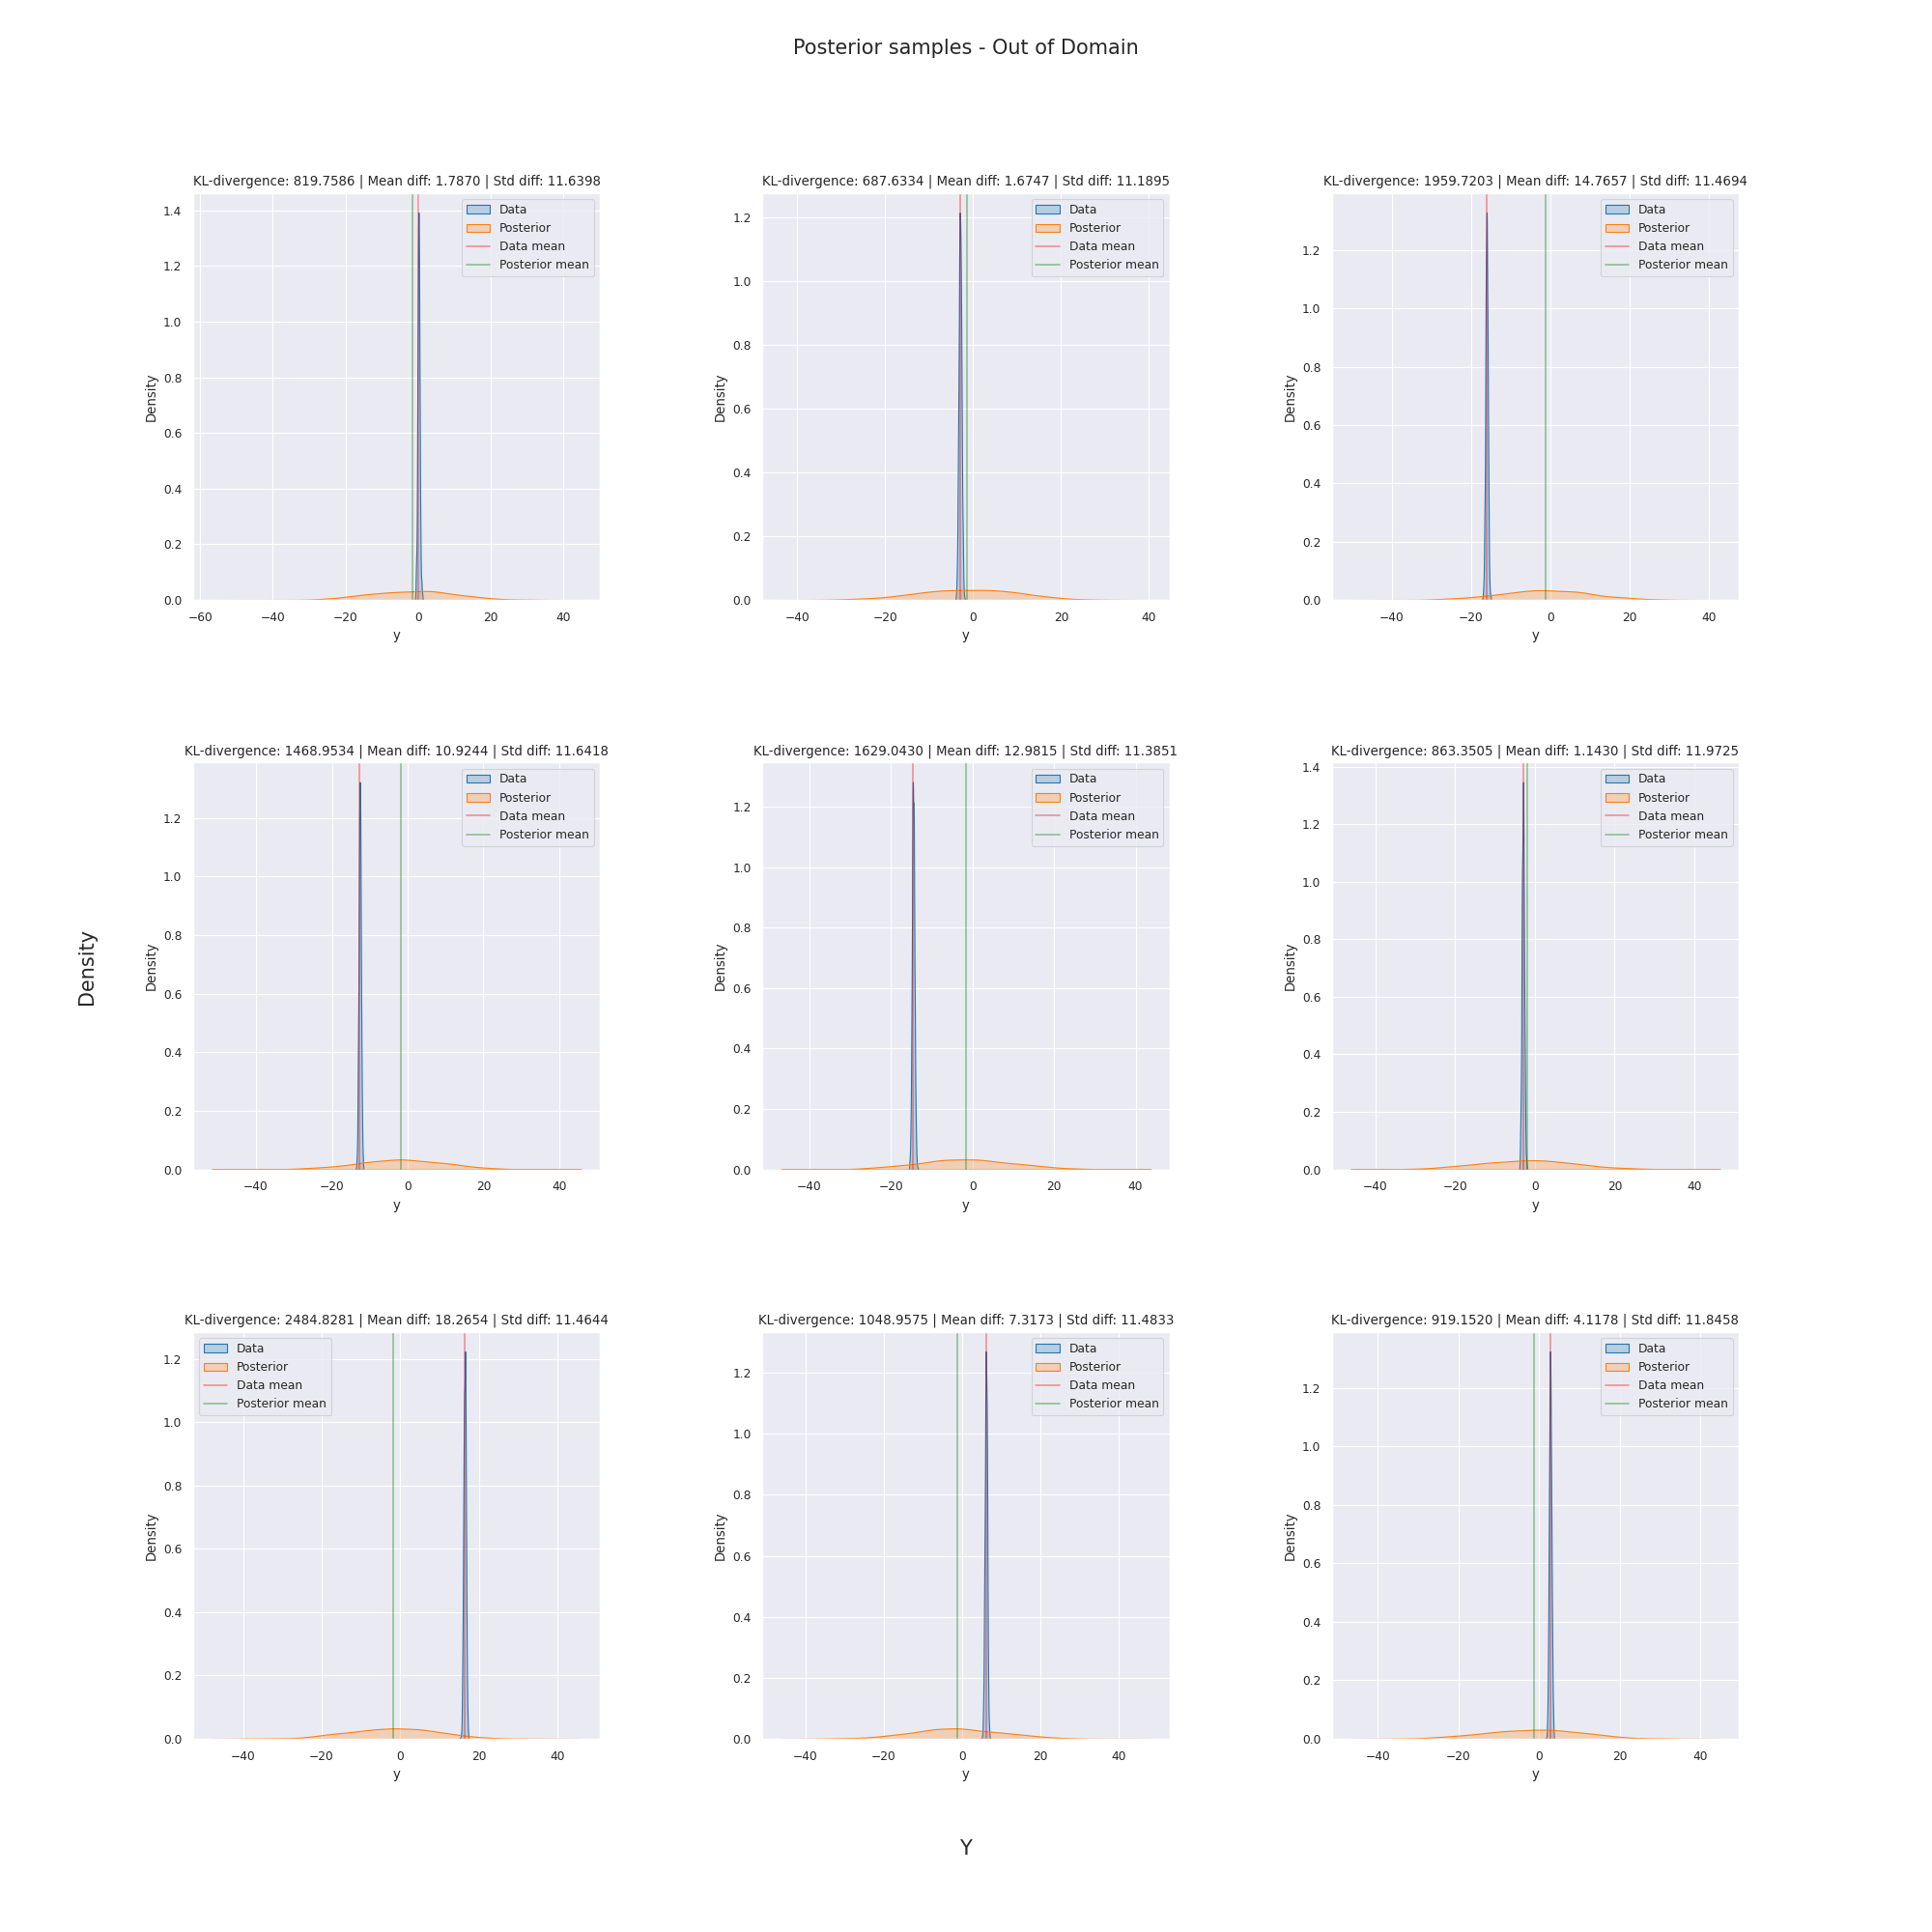 Posterior samples - Out of Domain
KL-divergence: 819.7586 | Mean diff: 1.7870 | Std diff: 11.6398
1.4
1.2
1.0
0.8
0.6
0.4
0.2
0.0
Density
−60
−40
−20
0
20
40
y
Data
Posterior
Data mean
Posterior mean
KL-divergence: 687.6334 | Mean diff: 1.6747 | Std diff: 11.1895
1.2
1.0
0.8
0.6
0.4
0.2
0.0
Density
−40
−20
0
20
40
y
Data
Posterior
Data mean
Posterior mean
KL-divergence: 1959.7203 | Mean diff: 14.7657 | Std diff: 11.4694
1.2
1.0
0.8
0.6
0.4
0.2
0.0
Density
−40
−20
0
20
40
y
Data
Posterior
Data mean
Posterior mean
Density
KL-divergence: 1468.9534 | Mean diff: 10.9244 | Std diff: 11.6418
1.2
1.0
0.8
0.6
0.4
0.2
0.0
Density
−40
−20
0
20
40
y
Data
Posterior
Data mean
Posterior mean
KL-divergence: 1629.0430 | Mean diff: 12.9815 | Std diff: 11.3851
1.2
1.0
0.8
0.6
0.4
0.2
0.0
Density
−40
−20
0
20
40
y
Data
Posterior
Data mean
Posterior mean
KL-divergence: 863.3505 | Mean diff: 1.1430 | Std diff: 11.9725
1.4
1.2
1.0
0.8
0.6
0.4
0.2
0.0
Density
−40
−20
0
20
40
y
Data
Posterior
Data mean
Posterior mean
KL-divergence: 2484.8281 | Mean diff: 18.2654 | Std diff: 11.4644
1.2
1.0
0.8
0.6
0.4
0.2
0.0
Density
−40
−20
0
20
40
y
Data
Posterior
Data mean
Posterior mean
KL-divergence: 1048.9575 | Mean diff: 7.3173 | Std diff: 11.4833
1.2
1.0
0.8
0.6
0.4
0.2
0.0
Density
−40
−20
0
20
40
y
Data
Posterior
Data mean
Posterior mean
KL-divergence: 919.1520 | Mean diff: 4.1178 | Std diff: 11.8458
1.2
1.0
0.8
0.6
0.4
0.2
0.0
Density
−40
−20
0
20
40
y
Data
Posterior
Data mean
Posterior mean
Y